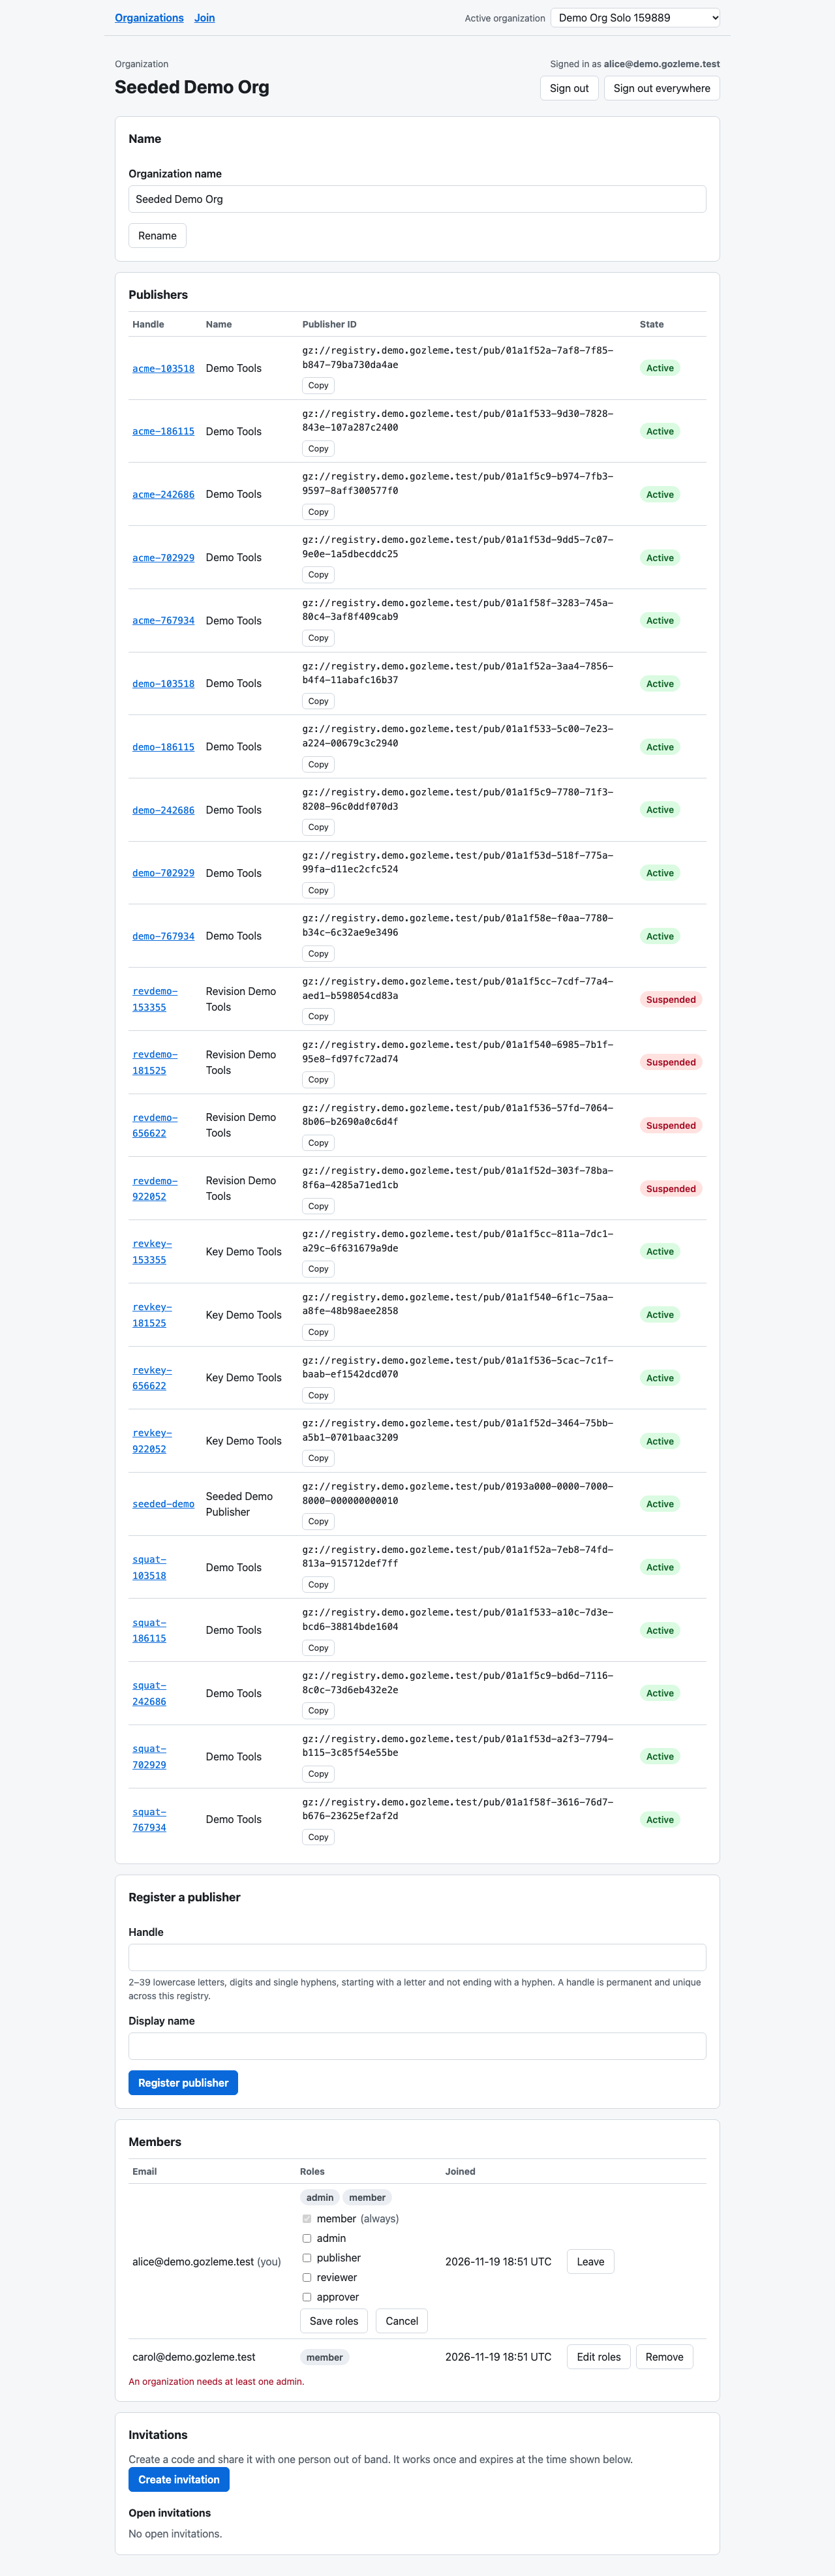 Organizations Join Active organization Demo Org Solo 159889
Organization
Signed in as alice@demo.gozleme.test
Seeded Demo Org
Sign out Sign out everywhere
Name
Organization name
Seeded Demo Org
Rename
Publishers
Handle Name Publisher ID State
acme-103518 Demo Tools gz://registry.demo.gozleme.test/pub/01a1f52a-7af8-7f85-
b847-79ba730da4ae Active
Copy
acme-186115 Demo Tools gz://registry.demo.gozleme.test/pub/01a1f533-9d30-7828-
843e-107a287c2400 Active
Copy
acme-242686 Demo Tools gz://registry.demo.gozleme.test/pub/01a1f5c9-b974-7fb3-
9597-8aff300577f0 Active
Copy
acme-702929 Demo Tools gz://registry.demo.gozleme.test/pub/01a1f53d-9dd5-7c07-
9e0e-1a5dbecddc25 Active
Copy
acme-767934 Demo Tools gz://registry.demo.gozleme.test/pub/01a1f58f-3283-745a-
80c4-3af8f409cab9 Active
Copy
demo-103518 Demo Tools gz://registry.demo.gozleme.test/pub/01a1f52a-3aa4-7856-
b4f4-11abafc16b37 Active
Copy
demo-186115 Demo Tools gz://registry.demo.gozleme.test/pub/01a1f533-5c00-7e23-
a224-00679c3c2940 Active
Copy
demo-242686 Demo Tools gz://registry.demo.gozleme.test/pub/01a1f5c9-7780-71f3-
8208-96c0ddf070d3 Active
Copy
demo-702929 Demo Tools gz://registry.demo.gozleme.test/pub/01a1f53d-518f-775a-
99fa-d11ec2cfc524 Active
Copy
demo-767934 Demo Tools gz://registry.demo.gozleme.test/pub/01a1f58e-f0aa-7780-
b34c-6c32ae9e3496 Active
Copy
revdemo-
153355 Revision Demo
Tools gz://registry.demo.gozleme.test/pub/01a1f5cc-7cdf-77a4-
aed1-b598054cd83a Suspended
Copy
revdemo-
181525 Revision Demo
Tools gz://registry.demo.gozleme.test/pub/01a1f540-6985-7b1f-
95e8-fd97fc72ad74 Suspended
Copy
revdemo-
656622 Revision Demo
Tools gz://registry.demo.gozleme.test/pub/01a1f536-57fd-7064-
8b06-b2690a0c6d4f Suspended
Copy
revdemo-
922052 Revision Demo
Tools gz://registry.demo.gozleme.test/pub/01a1f52d-303f-78ba-
8f6a-4285a71ed1cb Suspended
Copy
revkey-
153355 Key Demo Tools gz://registry.demo.gozleme.test/pub/01a1f5cc-811a-7dc1-
a29c-6f631679a9de Active
Copy
revkey-
181525 Key Demo Tools gz://registry.demo.gozleme.test/pub/01a1f540-6f1c-75aa-
a8fe-48b98aee2858 Active
Copy
revkey-
656622 Key Demo Tools gz://registry.demo.gozleme.test/pub/01a1f536-5cac-7c1f-
baab-ef1542dcd070 Active
Copy
revkey-
922052 Key Demo Tools gz://registry.demo.gozleme.test/pub/01a1f52d-3464-75bb-
a5b1-0701baac3209 Active
Copy
seeded-demo Seeded Demo
Publisher gz://registry.demo.gozleme.test/pub/0193a000-0000-7000-
8000-000000000010 Active
Copy
squat-
103518 Demo Tools gz://registry.demo.gozleme.test/pub/01a1f52a-7eb8-74fd-
813a-915712def7ff Active
Copy
squat-
186115 Demo Tools gz://registry.demo.gozleme.test/pub/01a1f533-a10c-7d3e-
bcd6-38814bde1604 Active
Copy
squat-
242686 Demo Tools gz://registry.demo.gozleme.test/pub/01a1f5c9-bd6d-7116-
8c0c-73d6eb432e2e Active
Copy
squat-
702929 Demo Tools gz://registry.demo.gozleme.test/pub/01a1f53d-a2f3-7794-
b115-3c85f54e55be Active
Copy
squat-
767934 Demo Tools gz://registry.demo.gozleme.test/pub/01a1f58f-3616-76d7-
b676-23625ef2af2d Active
Copy
Register a publisher
Handle
2–39 lowercase letters, digits and single hyphens, starting with a letter and not ending with a hyphen. A handle is permanent and unique
across this registry.
Display name
Register publisher
Members
Email Roles Joined
admin member
member (always)
admin
publisher
alice@demo.gozleme.test (you) 2026-11-19 18:51 UTC Leave
reviewer
approver
Save roles Cancel
carol@demo.gozleme.test member 2026-11-19 18:51 UTC Edit roles Remove
An organization needs at least one admin.
Invitations
Create a code and share it with one person out of band. It works once and expires at the time shown below.
Create invitation
Open invitations
No open invitations.